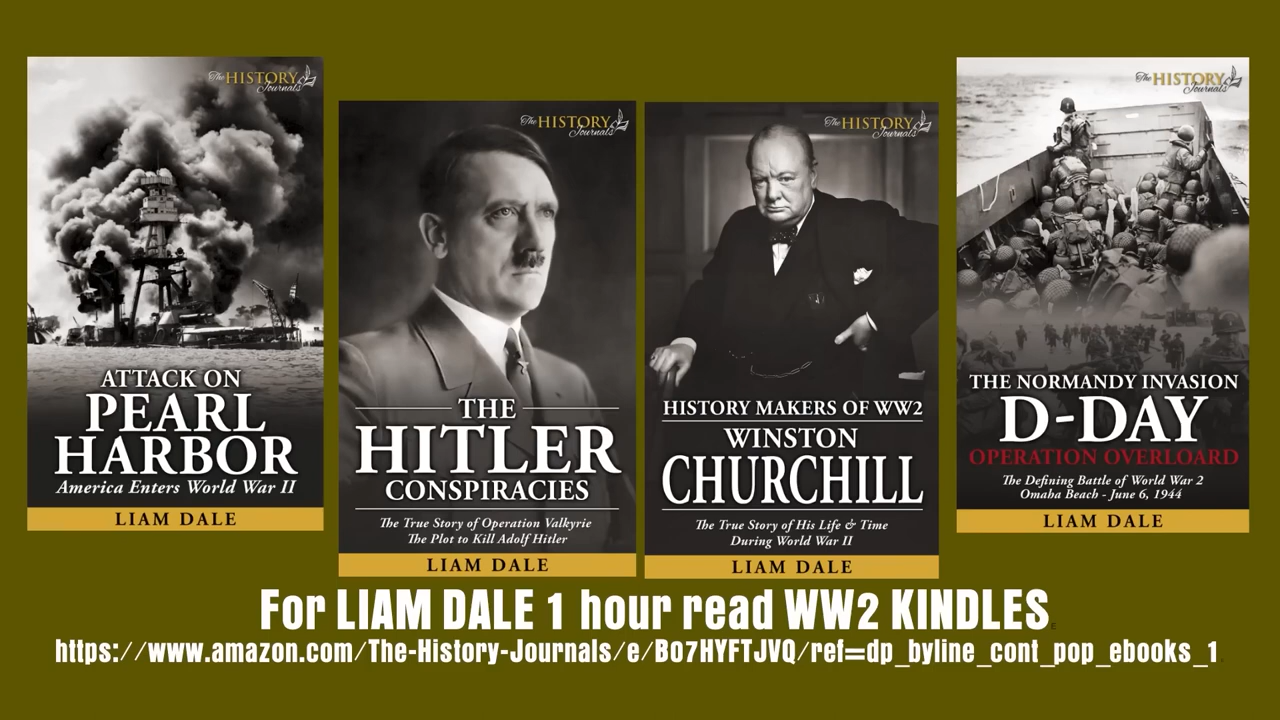 The HISTORY
Journals
ATTACK ON
PEARL
HARBOR
America Enters World War II
LIAM DALE
The HISTORY
Journals
THE
HITLER
CONSPIRACIES
The True Story of Operation Valkyrie
The Plot to Kill Adolf Hitler
LIAM DALE
The HISTORY
Journals
HISTORY MAKERS OF WW2
WINSTON
CHURCHILL
The True Story of His Life & Time
During World War II
LIAM DALE
The HISTORY
Journals
THE NORMANDY INVASION
D-DAY
OPERATION OVERLOARD
The Defining Battle of World War 2
Omaha Beach - June 6, 1944
LIAM DALE
For LIAM DALE 1 hour read WW2 KINDLES
https://www.amazon.com/The-History-Journals/e/B07HYFTJVQ/ref=dp_byline_cont_pop_ebooks_1